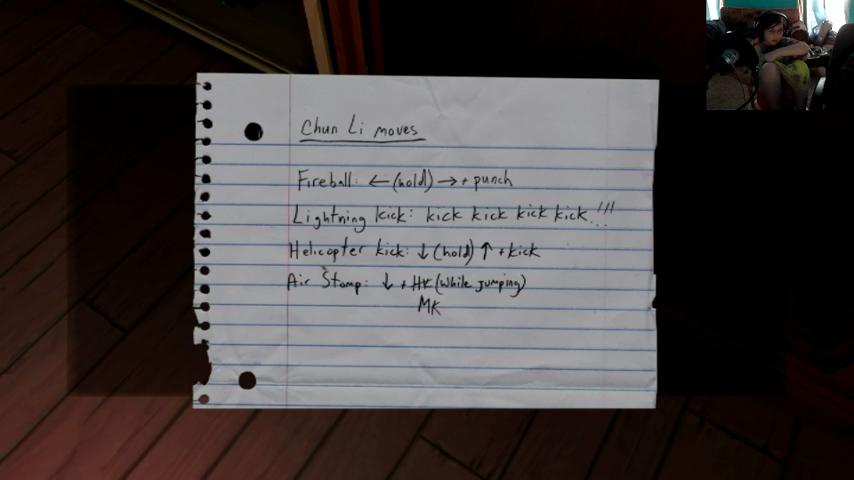 Chun Li moves
Fireball: ← (hold) → + punch
Lightning kick: kick kick kick kick!!!
Helicopter kick: ↓ (hold) ↑ + kick
Air Stomp: ↓ + HK (while jumping)
MK